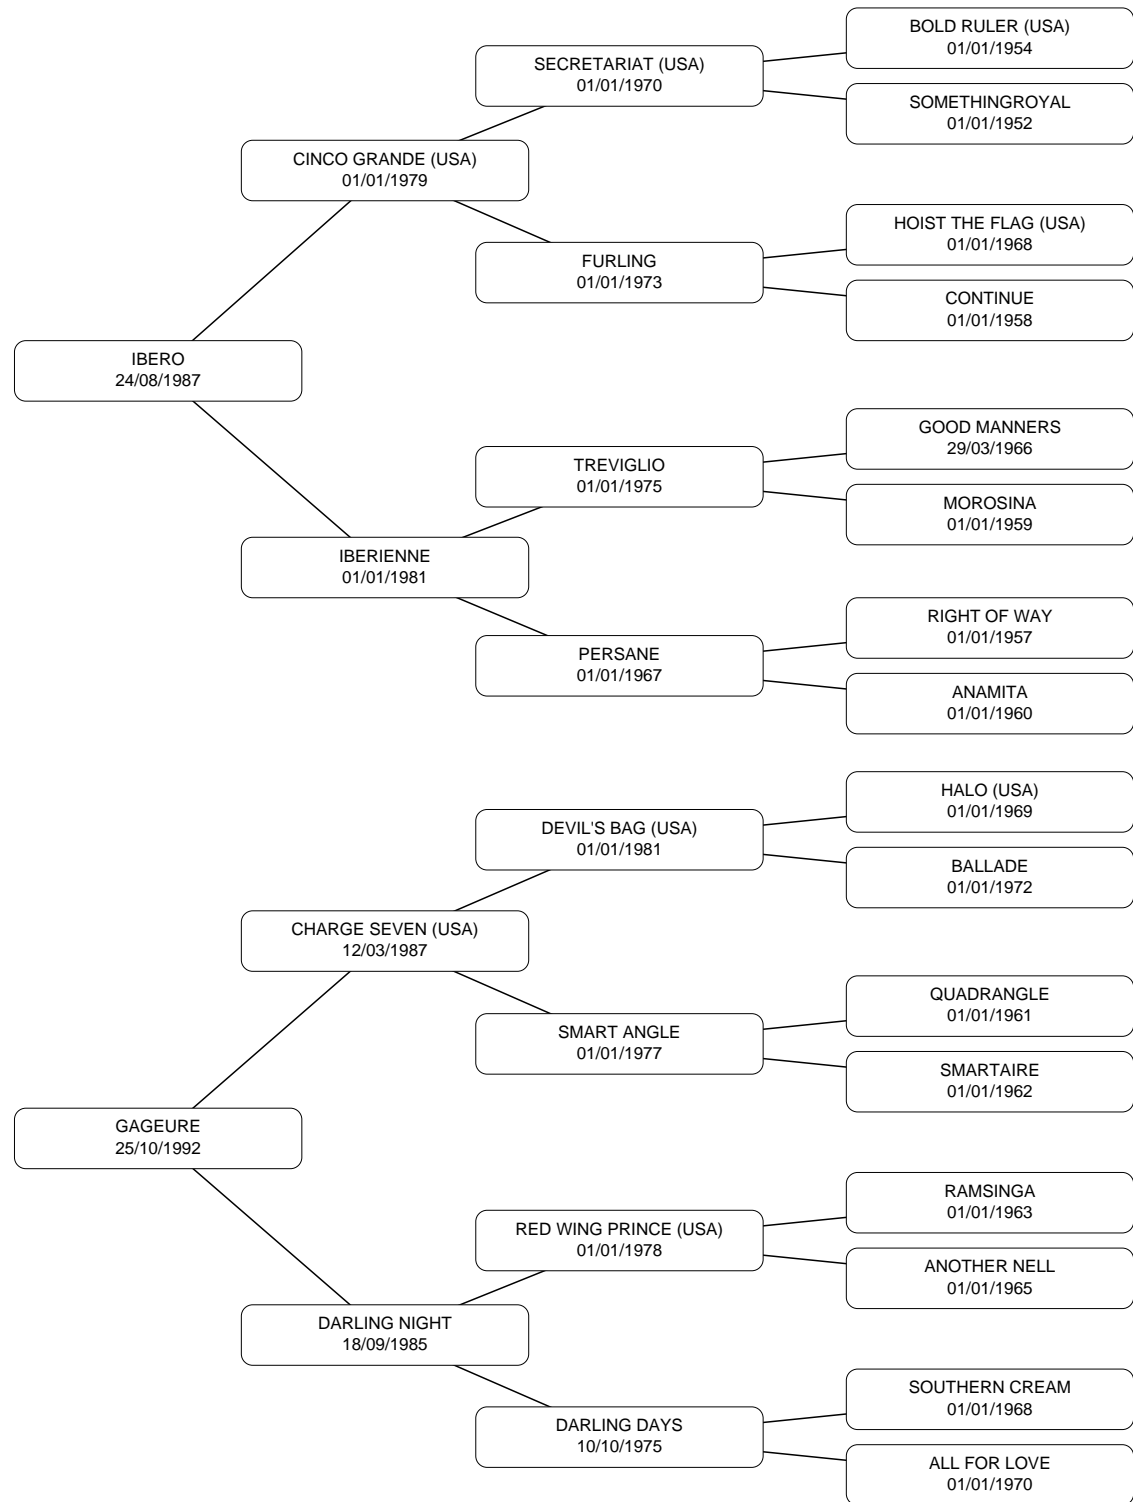 BOLD RULER (USA)
01/01/1954
SECRETARIAT (USA)
01/01/1970
SOMETHINGROYAL
01/01/1952
CINCO GRANDE (USA)
01/01/1979
HOIST THE FLAG (USA)
01/01/1968
FURLING
01/01/1973
CONTINUE
01/01/1958
IBERO
24/08/1987
GOOD MANNERS
29/03/1966
TREVIGLIO
01/01/1975
MOROSINA
01/01/1959
IBERIENNE
01/01/1981
RIGHT OF WAY
01/01/1957
PERSANE
01/01/1967
ANAMITA
01/01/1960
HALO (USA)
01/01/1969
DEVIL'S BAG (USA)
01/01/1981
BALLADE
01/01/1972
CHARGE SEVEN (USA)
12/03/1987
QUADRANGLE
01/01/1961
SMART ANGLE
01/01/1977
SMARTAIRE
01/01/1962
GAGEURE
25/10/1992
RAMSINGA
01/01/1963
RED WING PRINCE (USA)
01/01/1978
ANOTHER NELL
01/01/1965
DARLING NIGHT
18/09/1985
SOUTHERN CREAM
01/01/1968
DARLING DAYS
10/10/1975
ALL FOR LOVE
01/01/1970